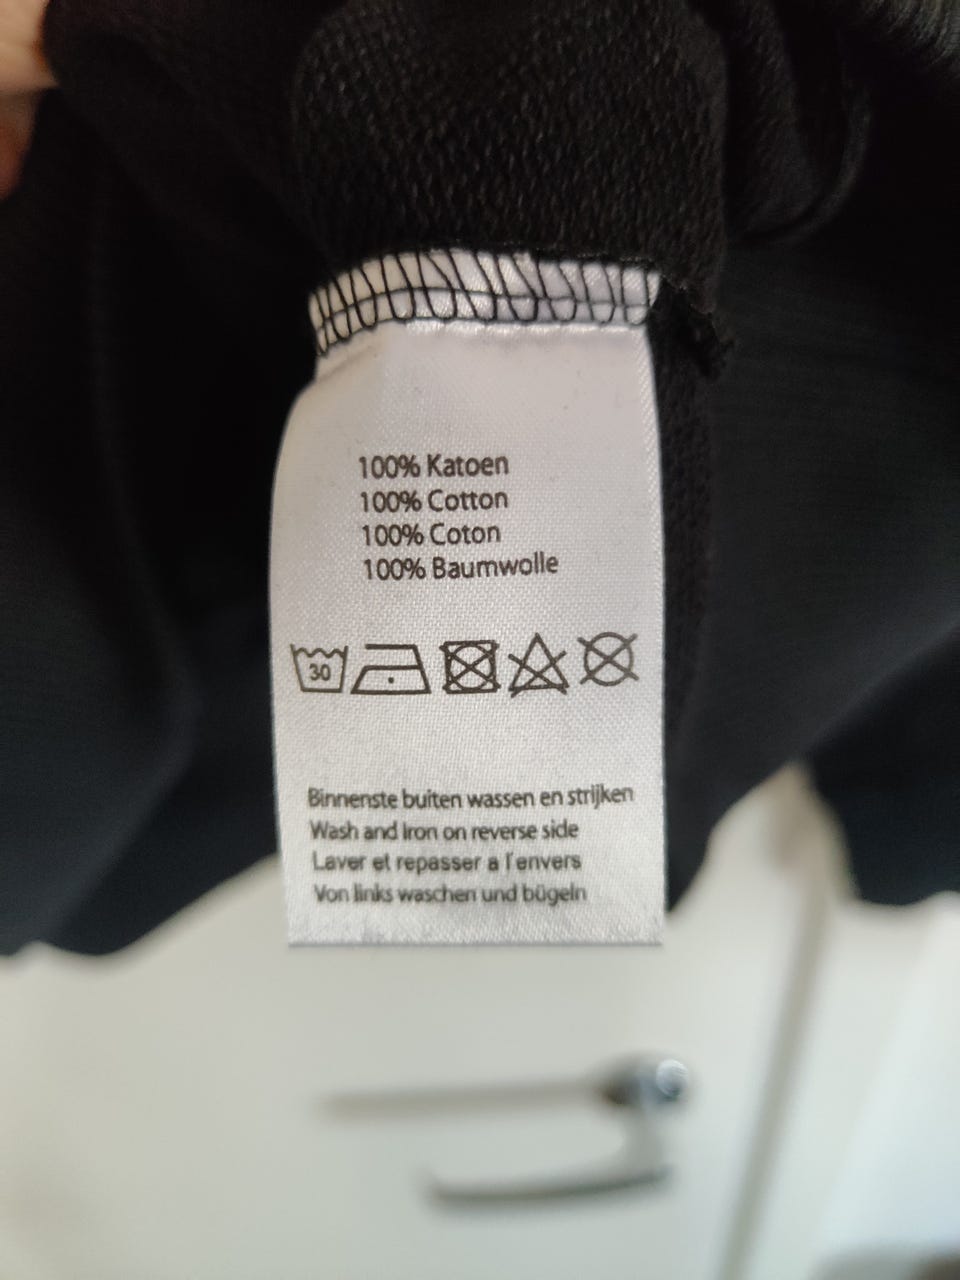 100% Katoen
100% Cotton
100% Coton
100% Baumwolle
30
Binnenste buiten wassen en strijken
Wash and Iron on reverse side
Laver et repasser a l'envers
Von links waschen und bügeln